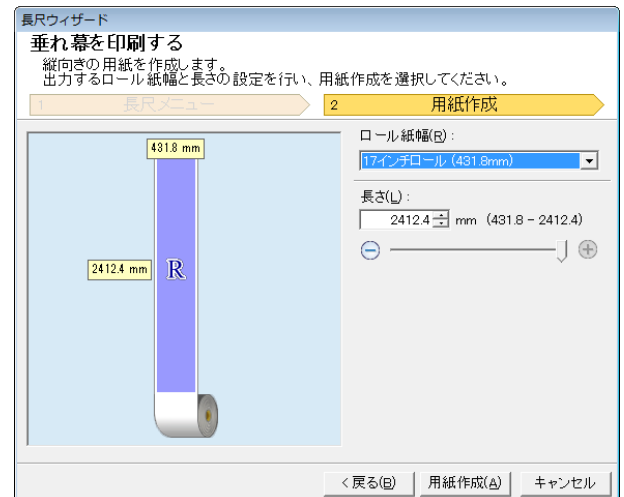 長尺ウィザード
垂れ幕を印刷する
縦向きの用紙を作成します。
出力するロール紙幅と長さの設定を行い、用紙作成を選択してください。
1 長尺メニュー
2 用紙作成
431.8 mm
2412.4 mm
R
ロール紙幅(R):
17インチロール (431.8mm)
長さ(L):
2412.4 mm (431.8 - 2412.4)
< 戻る(B) 用紙作成(A) キャンセル